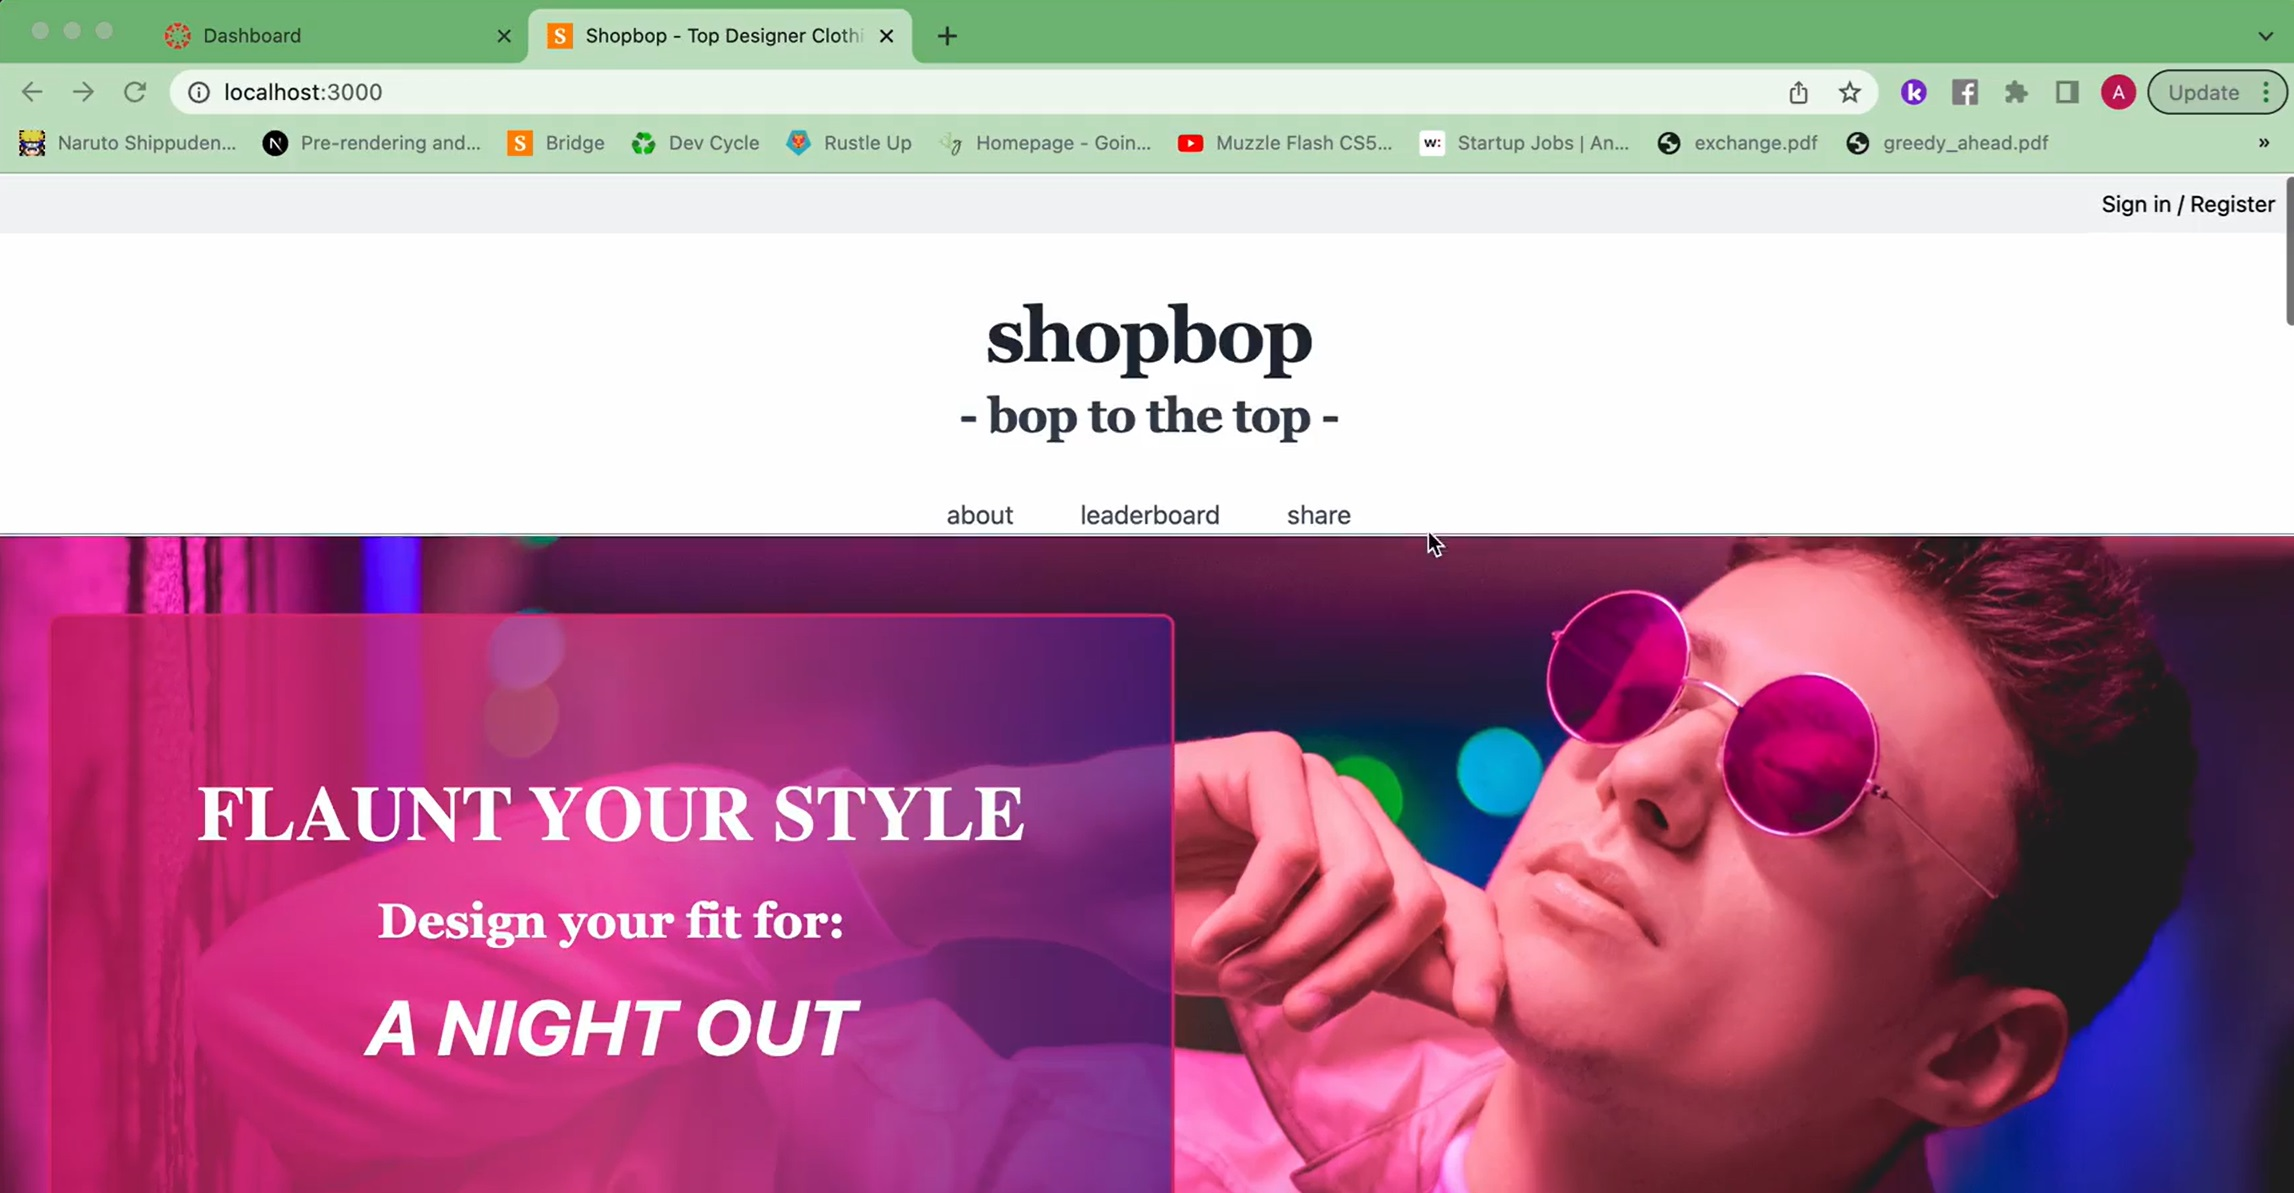 Dashboard
Shopbop - Top Designer Clothi
localhost:3000
A
Update
Naruto Shippuden...
N
Pre-rendering and...
S
Bridge
Dev Cycle
Rustle Up
g
Homepage - Goin...
Muzzle Flash CS5...
w:
Startup Jobs | An...
exchange.pdf
greedy_ahead.pdf
»
Sign in / Register
shopbop
- bop to the top -
about
leaderboard
share
FLAUNT YOUR STYLE
Design your fit for:
A NIGHT OUT